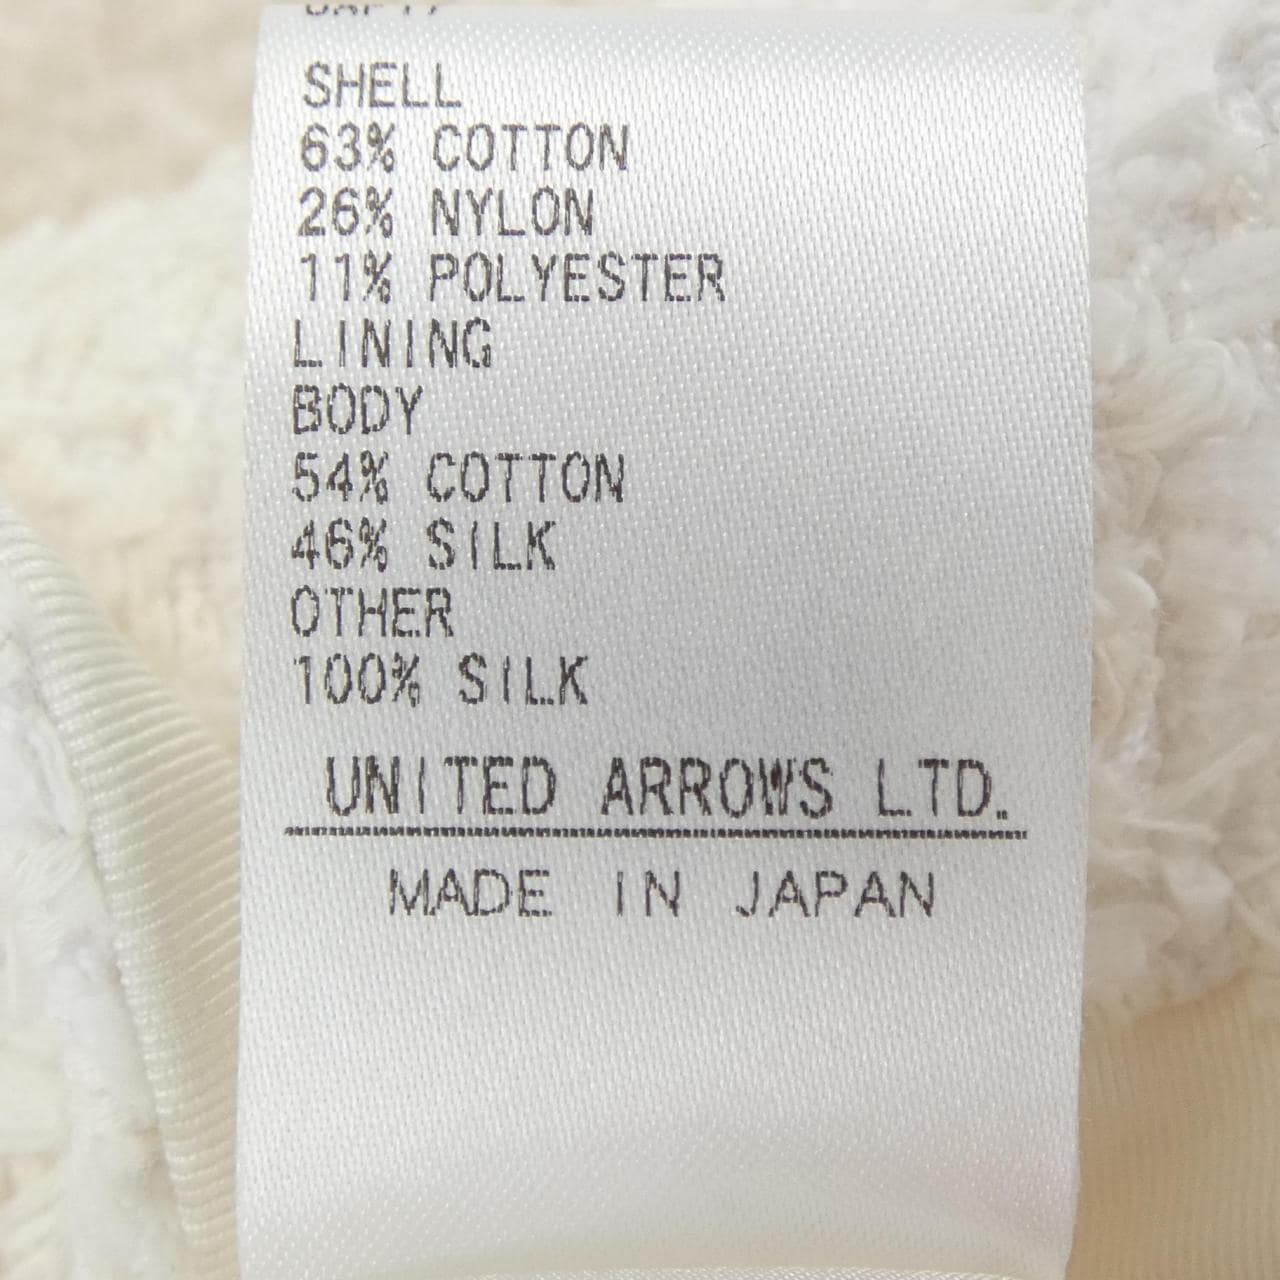 SHELL
63% COTTON
26% NYLON
11% POLYESTER
LINING
BODY
54% COTTON
46% SILK
OTHER
100% SILK
UNITED ARROWS LTD.
MADE IN JAPAN